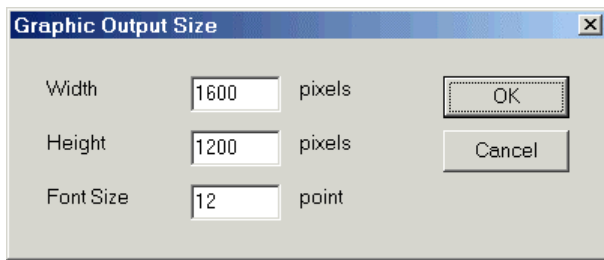 Graphic Output Size
Width 1600 pixels OK
Height 1200 pixels Cancel
Font Size 12 point